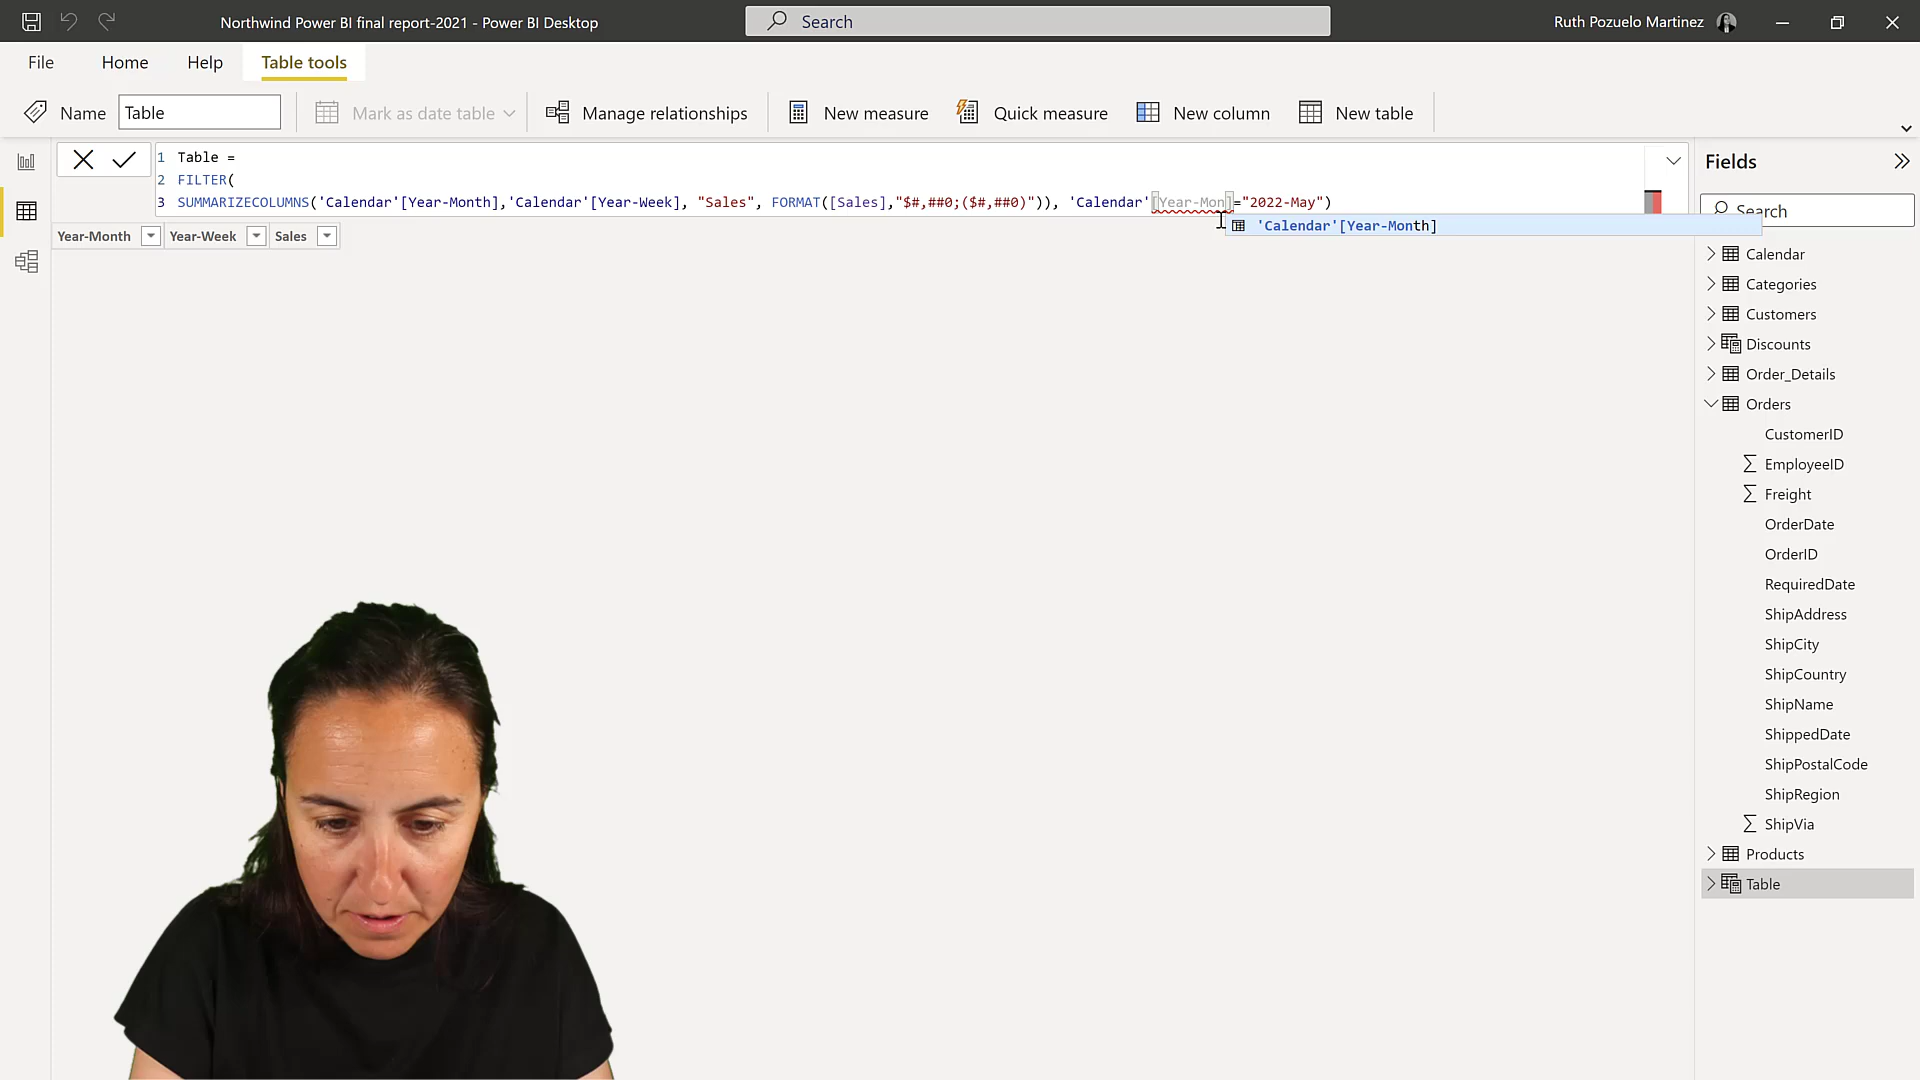 Northwind Power BI final report-2021 - Power BI Desktop
Search
Ruth Pozuelo Martinez
File
Home
Help
Table tools
Name
Table
Mark as date table
Manage relationships
New measure
Quick measure
New column
New table
1 Table =
2 FILTER(
3 SUMMARIZECOLUMNS('Calendar'[Year-Month],'Calendar'[Year-Week], "Sales", FORMAT([Sales],"$#,##0;($#,##0)")), 'Calendar'[Year-Mon]="2022-May")
'Calendar'[Year-Month]
Year-Month
Year-Week
Sales
Fields
Search
Calendar
Categories
Customers
Discounts
Order_Details
Orders
CustomerID
EmployeeID
Freight
OrderDate
OrderID
RequiredDate
ShipAddress
ShipCity
ShipCountry
ShipName
ShippedDate
ShipPostalCode
ShipRegion
ShipVia
Products
Table